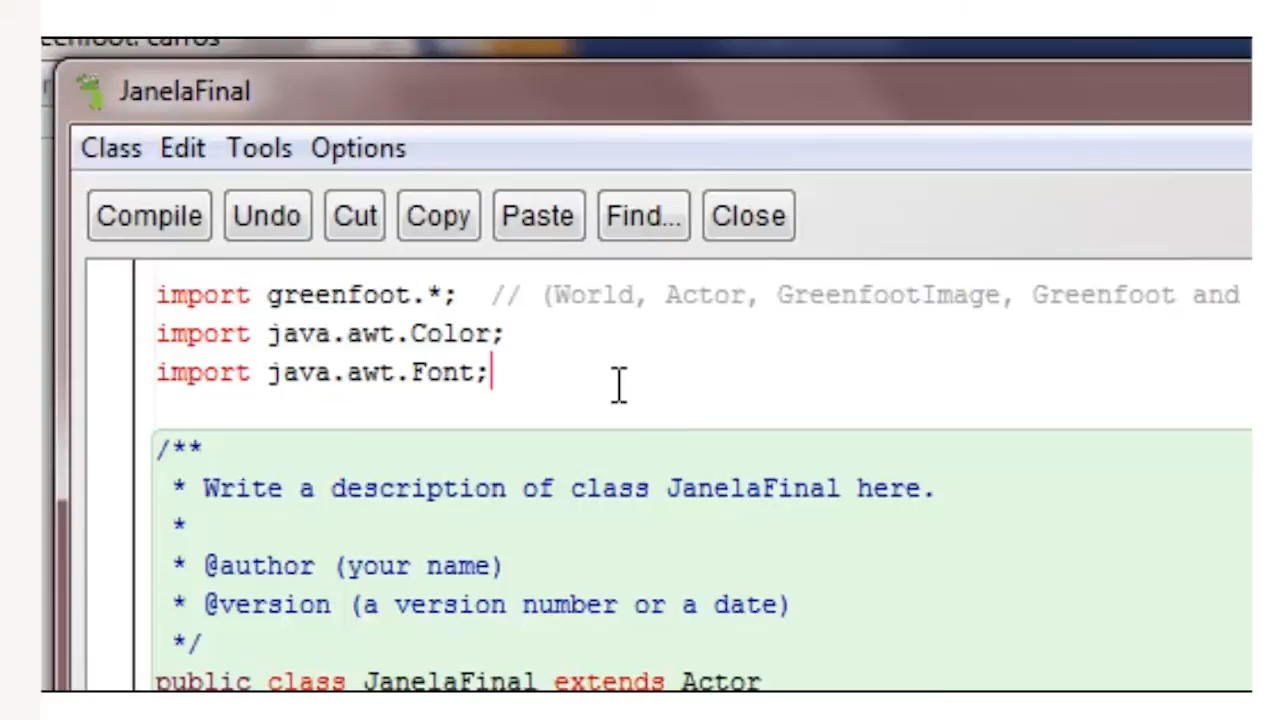 JanelaFinal
Class Edit Tools Options
Compile Undo Cut Copy Paste Find... Close
import greenfoot.*;  // (World, Actor, GreenfootImage, Greenfoot and
import java.awt.Color;
import java.awt.Font;
/**
 * Write a description of class JanelaFinal here.
 *
 * @author (your name)
 * @version (a version number or a date)
 */
public class JanelaFinal extends Actor